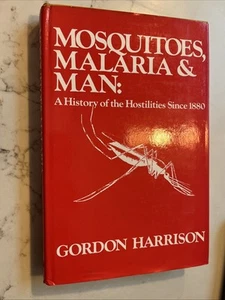 MOSQUITOES,
MALARIA &
MAN:
A History of the Hostilities Since 1880
GORDON HARRISON